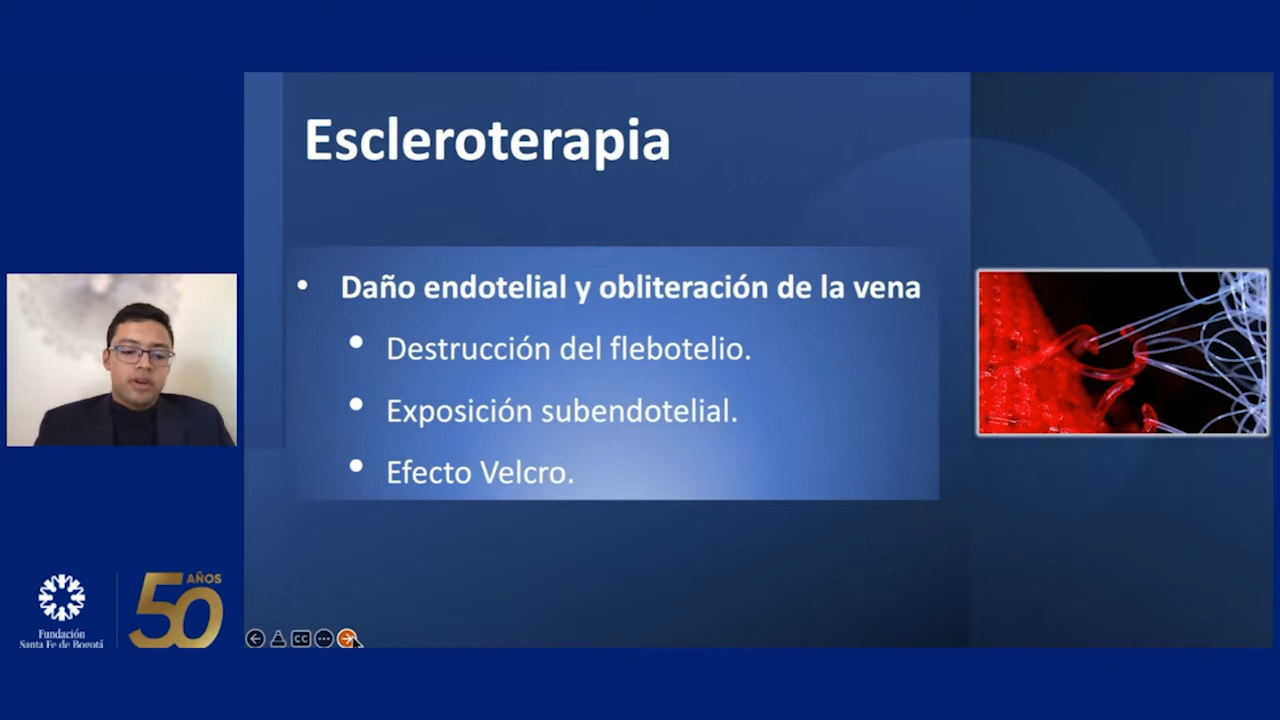 Escleroterapia
• Daño endotelial y obliteración de la vena
• Destrucción del flebotelio.
• Exposición subendotelial.
• Efecto Velcro.
Fundación
Santa Fe de Bogotá
50 AÑOS
CC